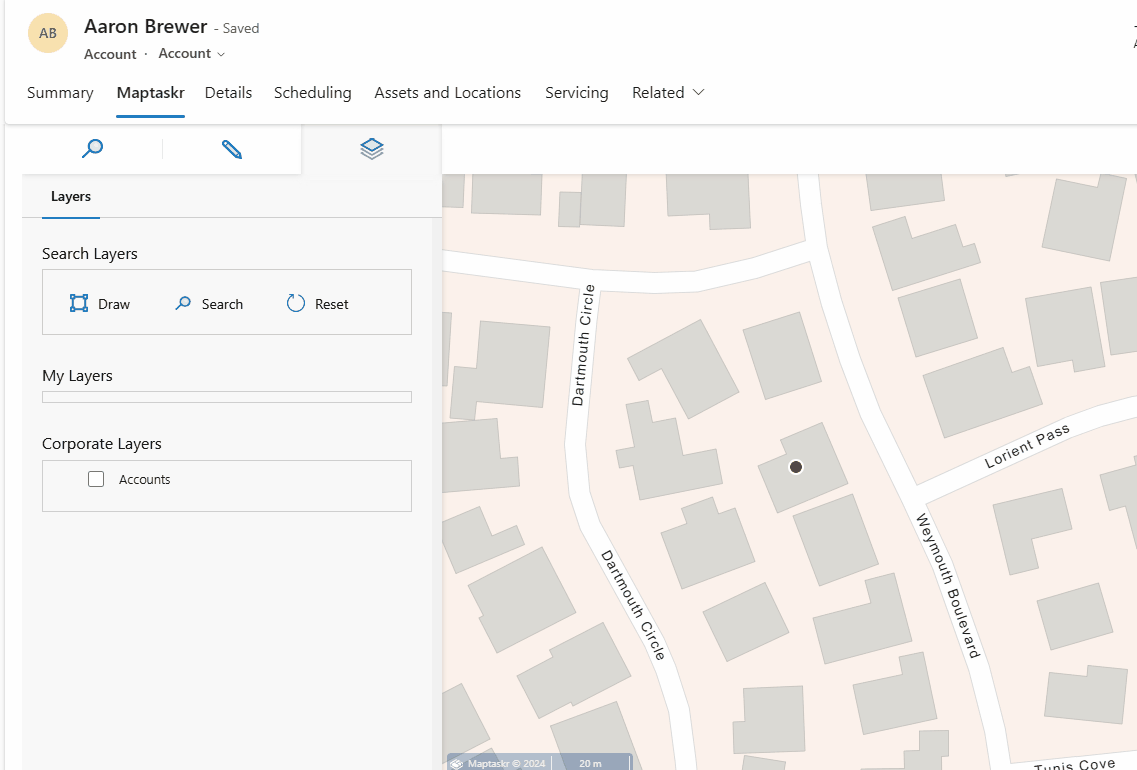 AB
Aaron Brewer - Saved
Account · Account
Summary Maptaskr Details Scheduling Assets and Locations Servicing Related
Layers
Search Layers
Draw Search Reset
My Layers
Corporate Layers
Accounts
Dartmouth Circle
Lorient Pass
Weymouth Boulevard
Dartmouth Circle
Tunis Cove
Maptaskr © 2024 20 m